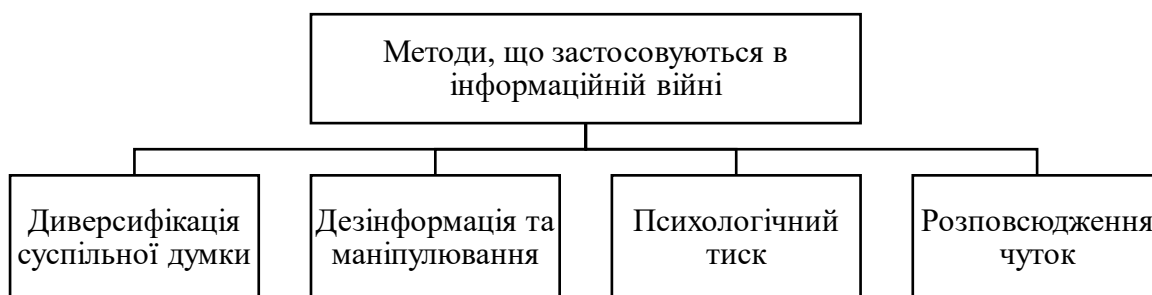 Методи, що застосовуються в
інформаційній війні
Диверсифікація
суспільної думки
Дезінформація та
маніпулювання
Психологічний
тиск
Розповсюдження
чуток